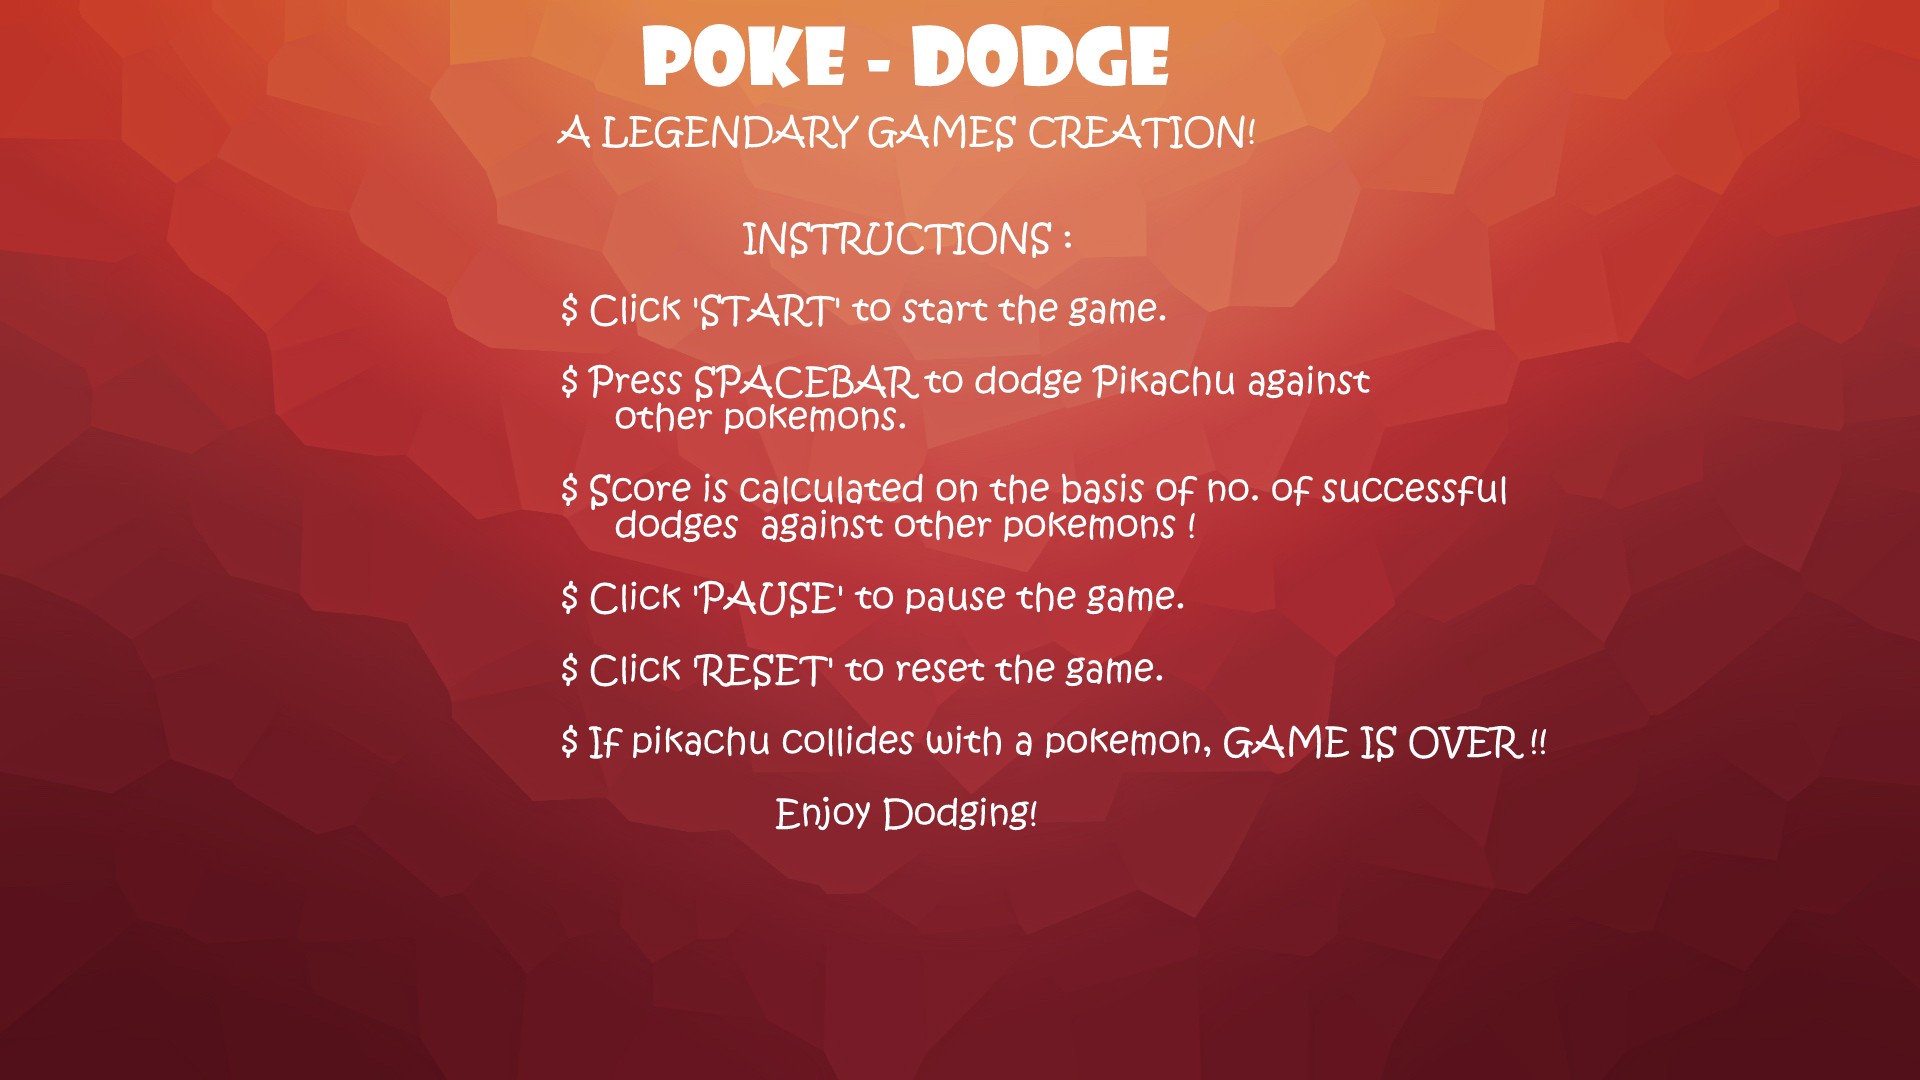 POKE - DODGE
A LEGENDARY GAMES CREATION!
INSTRUCTIONS :
$ Click 'START' to start the game.
$ Press SPACEBAR to dodge Pikachu against
other pokemons.
$ Score is calculated on the basis of no. of successful
dodges  against other pokemons !
$ Click 'PAUSE' to pause the game.
$ Click 'RESET' to reset the game.
$ If pikachu collides with a pokemon, GAME IS OVER !!
Enjoy Dodging!